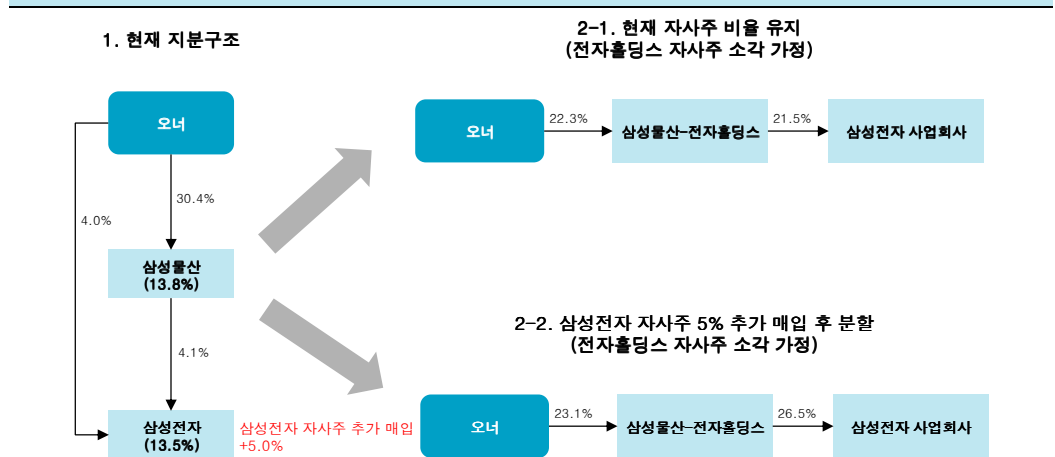 1. 현재 지분구조
오너
30.4%
4.0%
삼성물산
(13.8%)
4.1%
삼성전자
(13.5%)
삼성전자 자사주 추가 매입
+5.0%
2-1. 현재 자사주 비율 유지
(전자홀딩스 자사주 소각 가정)
오너
22.3%
삼성물산-전자홀딩스
21.5%
삼성전자 사업회사
2-2. 삼성전자 자사주 5% 추가 매입 후 분할
(전자홀딩스 자사주 소각 가정)
오너
23.1%
삼성물산-전자홀딩스
26.5%
삼성전자 사업회사